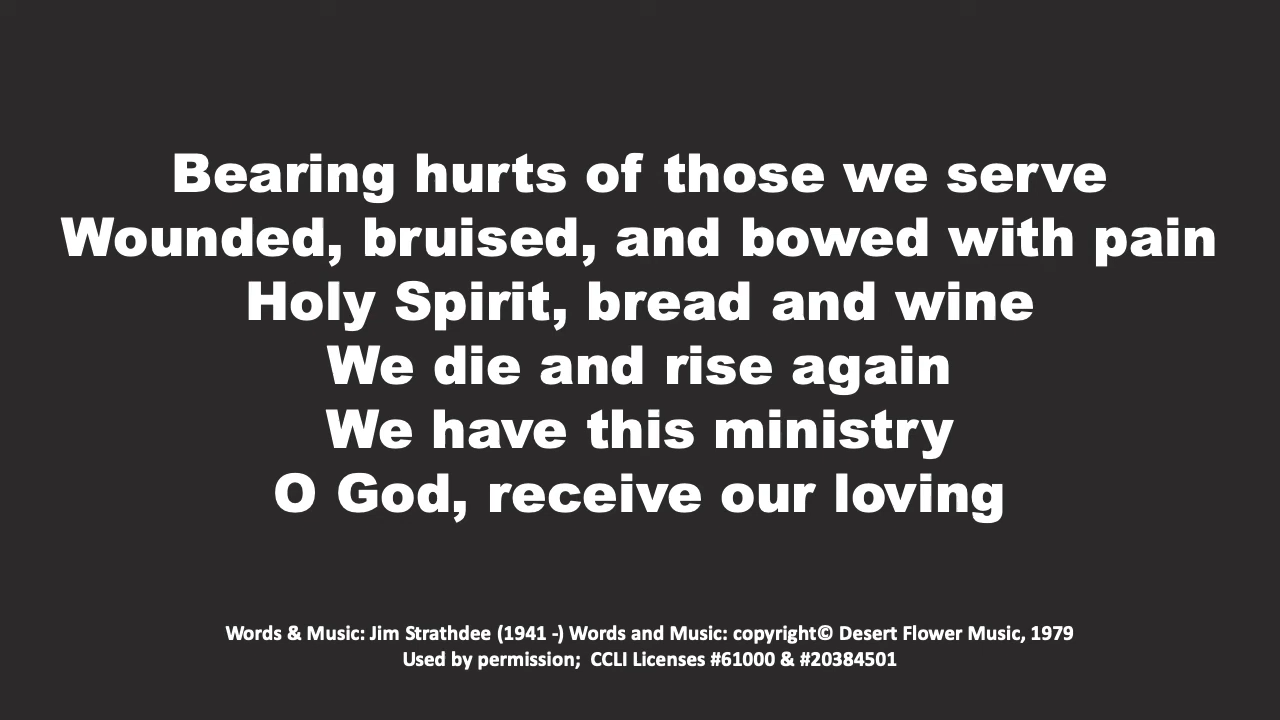 Bearing hurts of those we serve
Wounded, bruised, and bowed with pain
Holy Spirit, bread and wine
We die and rise again
We have this ministry
O God, receive our loving
Words & Music: Jim Strathdee (1941 -) Words and Music: copyright© Desert Flower Music, 1979
Used by permission;  CCLI Licenses #61000 & #20384501